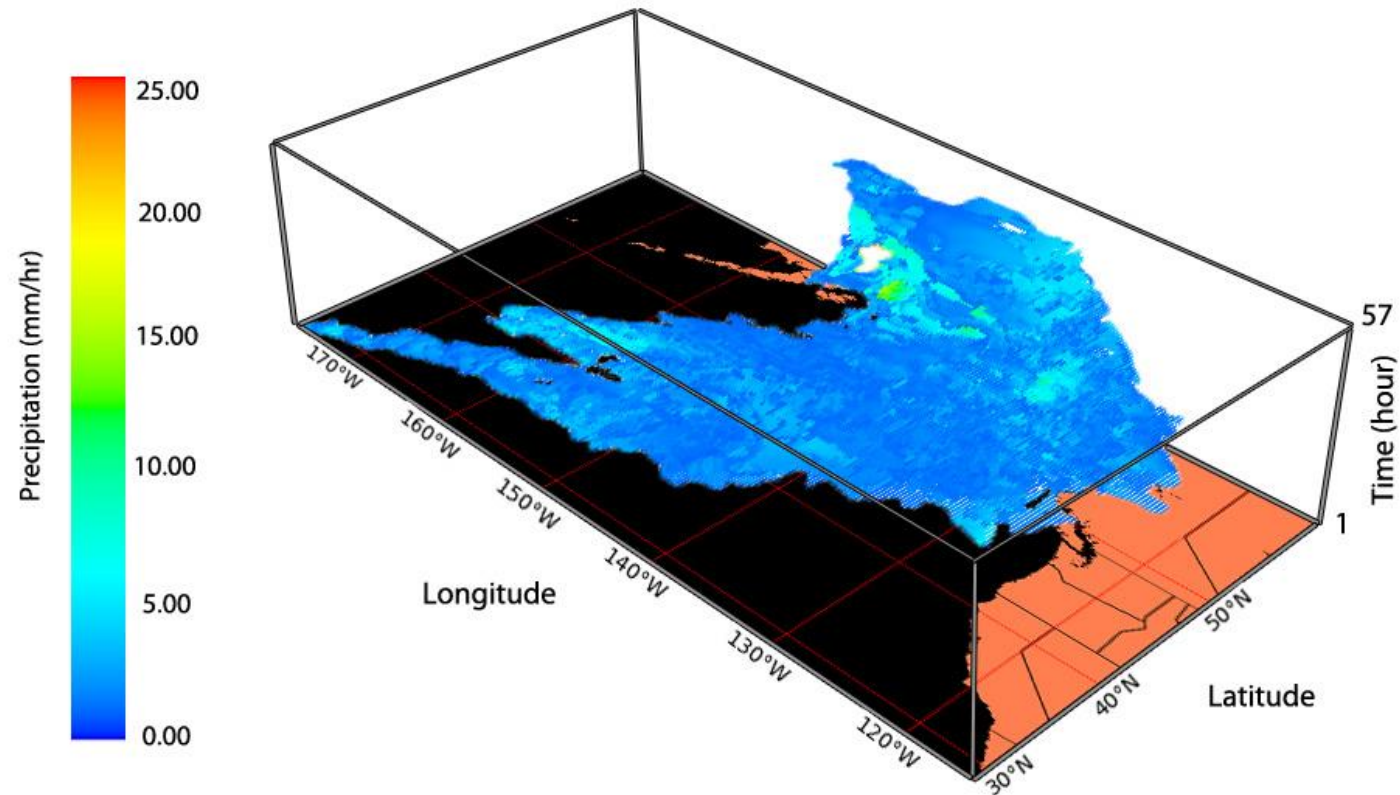 Precipitation (mm/hr)
25.00
20.00
15.00
10.00
5.00
0.00
170°W
160°W
150°W
140°W
130°W
120°W
Longitude
30°N
40°N
50°N
Latitude
57
Time (hour)
1